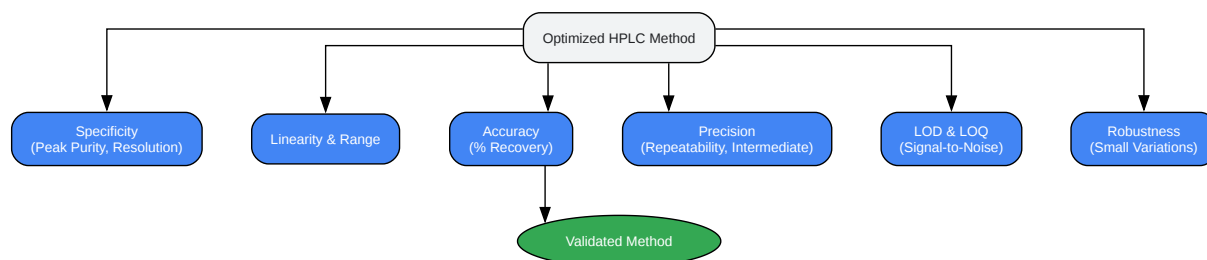 Optimized HPLC Method
Specificity
(Peak Purity, Resolution)
Linearity & Range
Accuracy
(% Recovery)
Precision
(Repeatability, Intermediate)
LOD & LOQ
(Signal-to-Noise)
Robustness
(Small Variations)
Validated Method